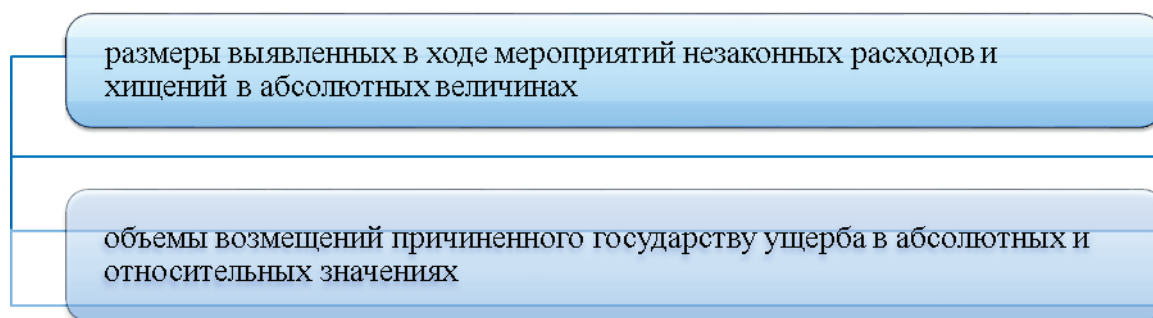 размеры выявленных в ходе мероприятий незаконных расходов и
хищений в абсолютных величинах
объемы возмещений причиненного государству ущерба в абсолютных и
относительных значениях